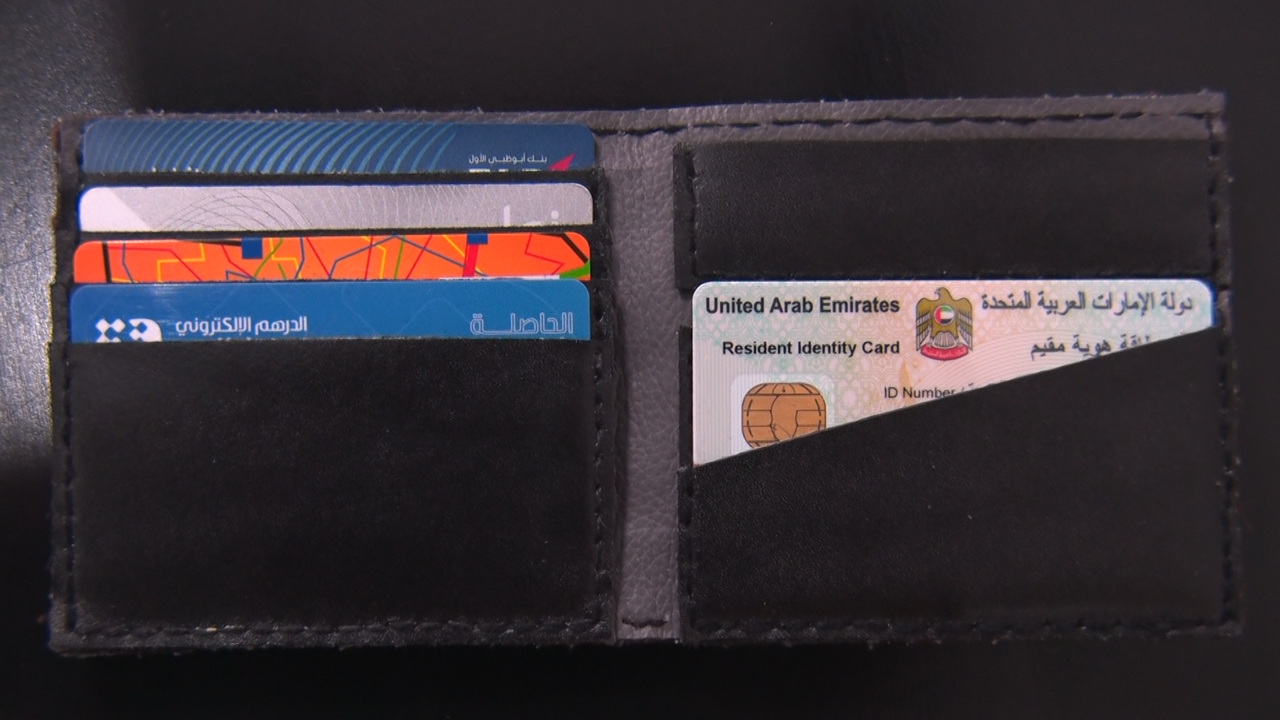 بنك أبوظبي الأول
الدرهم الإلكتروني
الحاصلة
United Arab Emirates
دولة الإمارات العربية المتحدة
Resident Identity Card
هوية مقيم
ID Number /